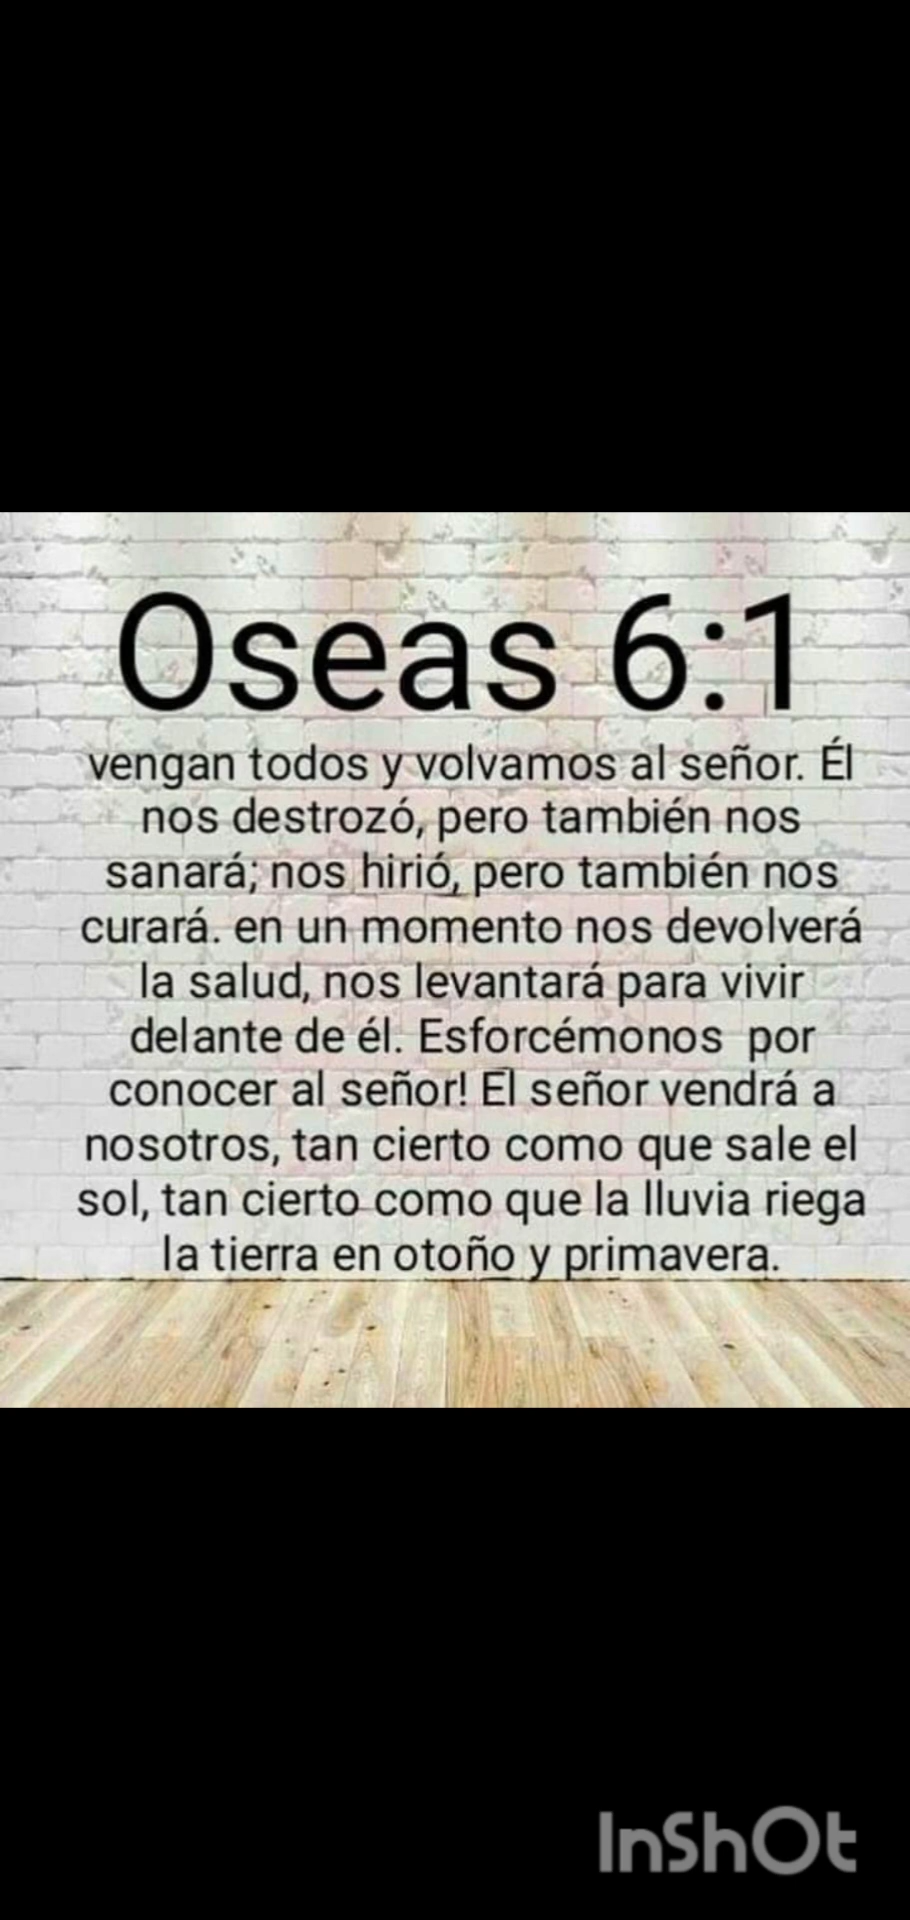 Oseas 6:1
vengan todos y volvamos al señor. Él
nos destrozó, pero también nos
sanará; nos hirió, pero también nos
curará. en un momento nos devolverá
la salud, nos levantará para vivir
delante de él. Esforcémonos  por
conocer al señor! El señor vendrá a
nosotros, tan cierto como que sale el
sol, tan cierto como que la lluvia riega
la tierra en otoño y primavera.
InShOt